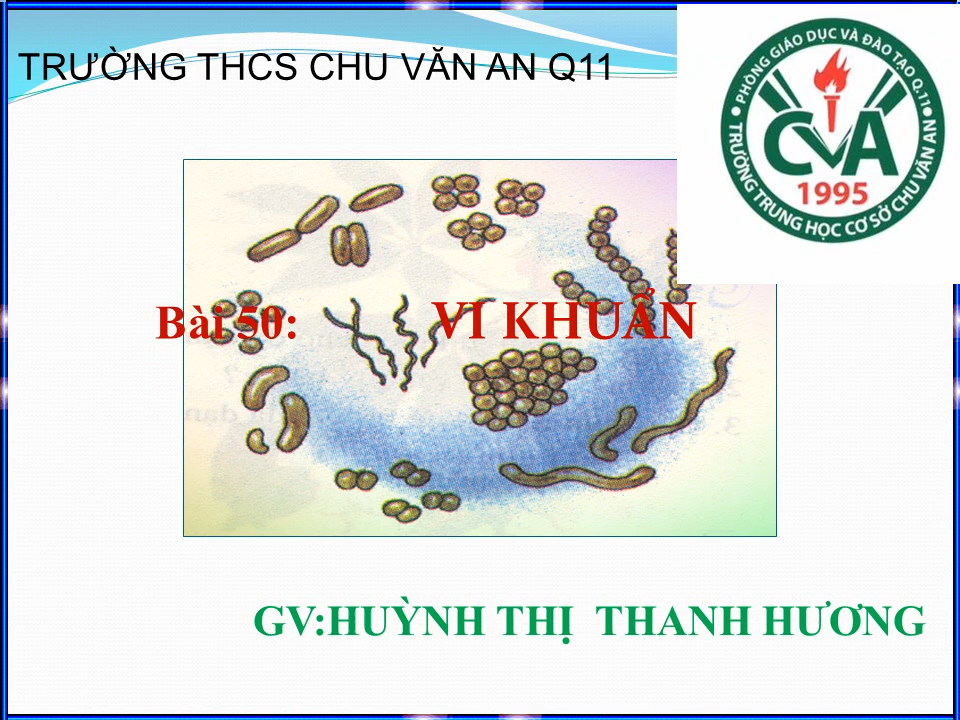 TRƯỜNG THCS CHU VĂN AN Q11
PHÒNG GIÁO DỤC VÀ ĐÀO TẠO Q.11
CVA
1995
TRƯỜNG TRUNG HỌC CƠ SỞ CHU VĂN AN
Bài 50: VI KHUẨN
GV:HUỲNH THỊ THANH HƯƠNG